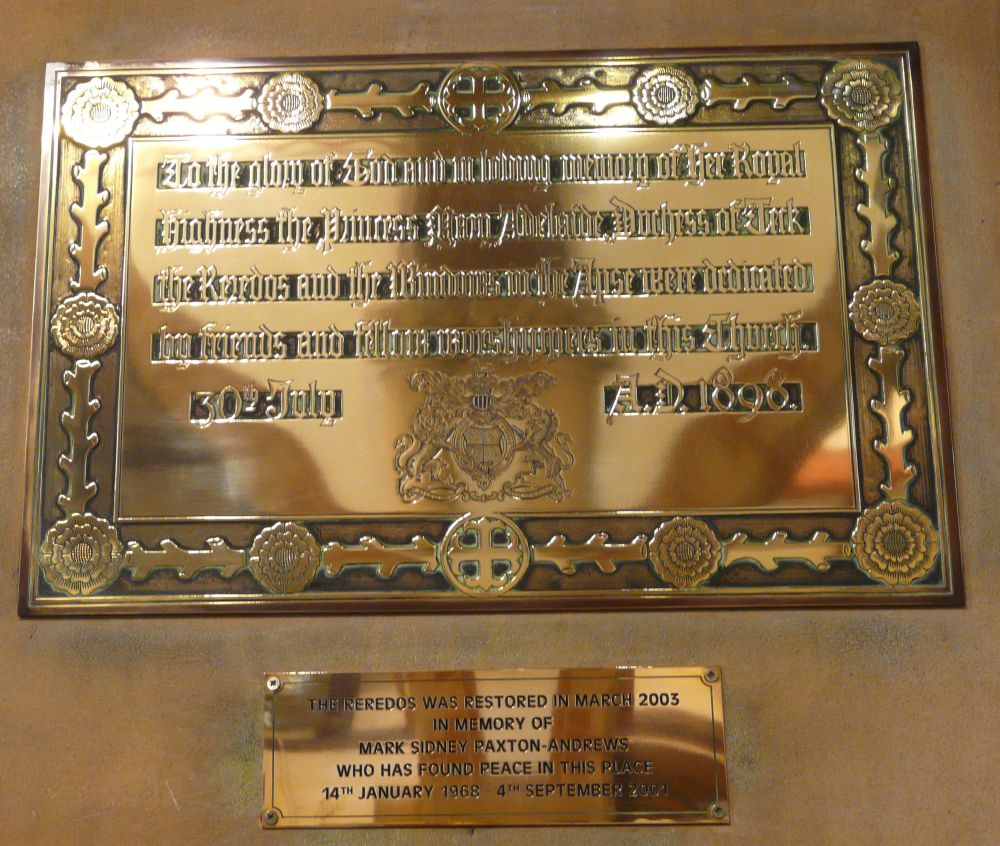 To the glory of God and in loving memory of Her Royal
Highness the Princess Mary Adelaide, Duchess of Teck
the Reredos and the Windows in the Apse were dedicated
by friends and fellow worshippers in this Church.
30th July A.D. 1898.
THE REREDOS WAS RESTORED IN MARCH 2003
IN MEMORY OF
MARK SIDNEY PAXTON-ANDREWS
WHO HAS FOUND PEACE IN THIS PLACE
14TH JANUARY 1968 - 4TH SEPTEMBER 2001